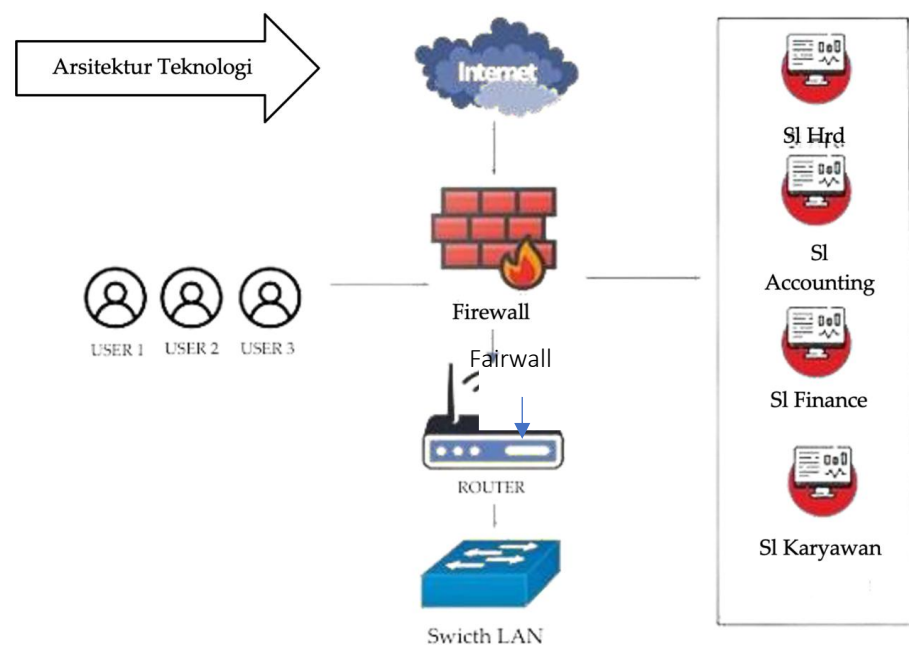 Arsitektur Teknologi
Internet
Firewall
Fairwall
USER 1 USER 2 USER 3
ROUTER
Swicth LAN
Sl Hrd
Sl
Accounting
Sl Finance
Sl Karyawan